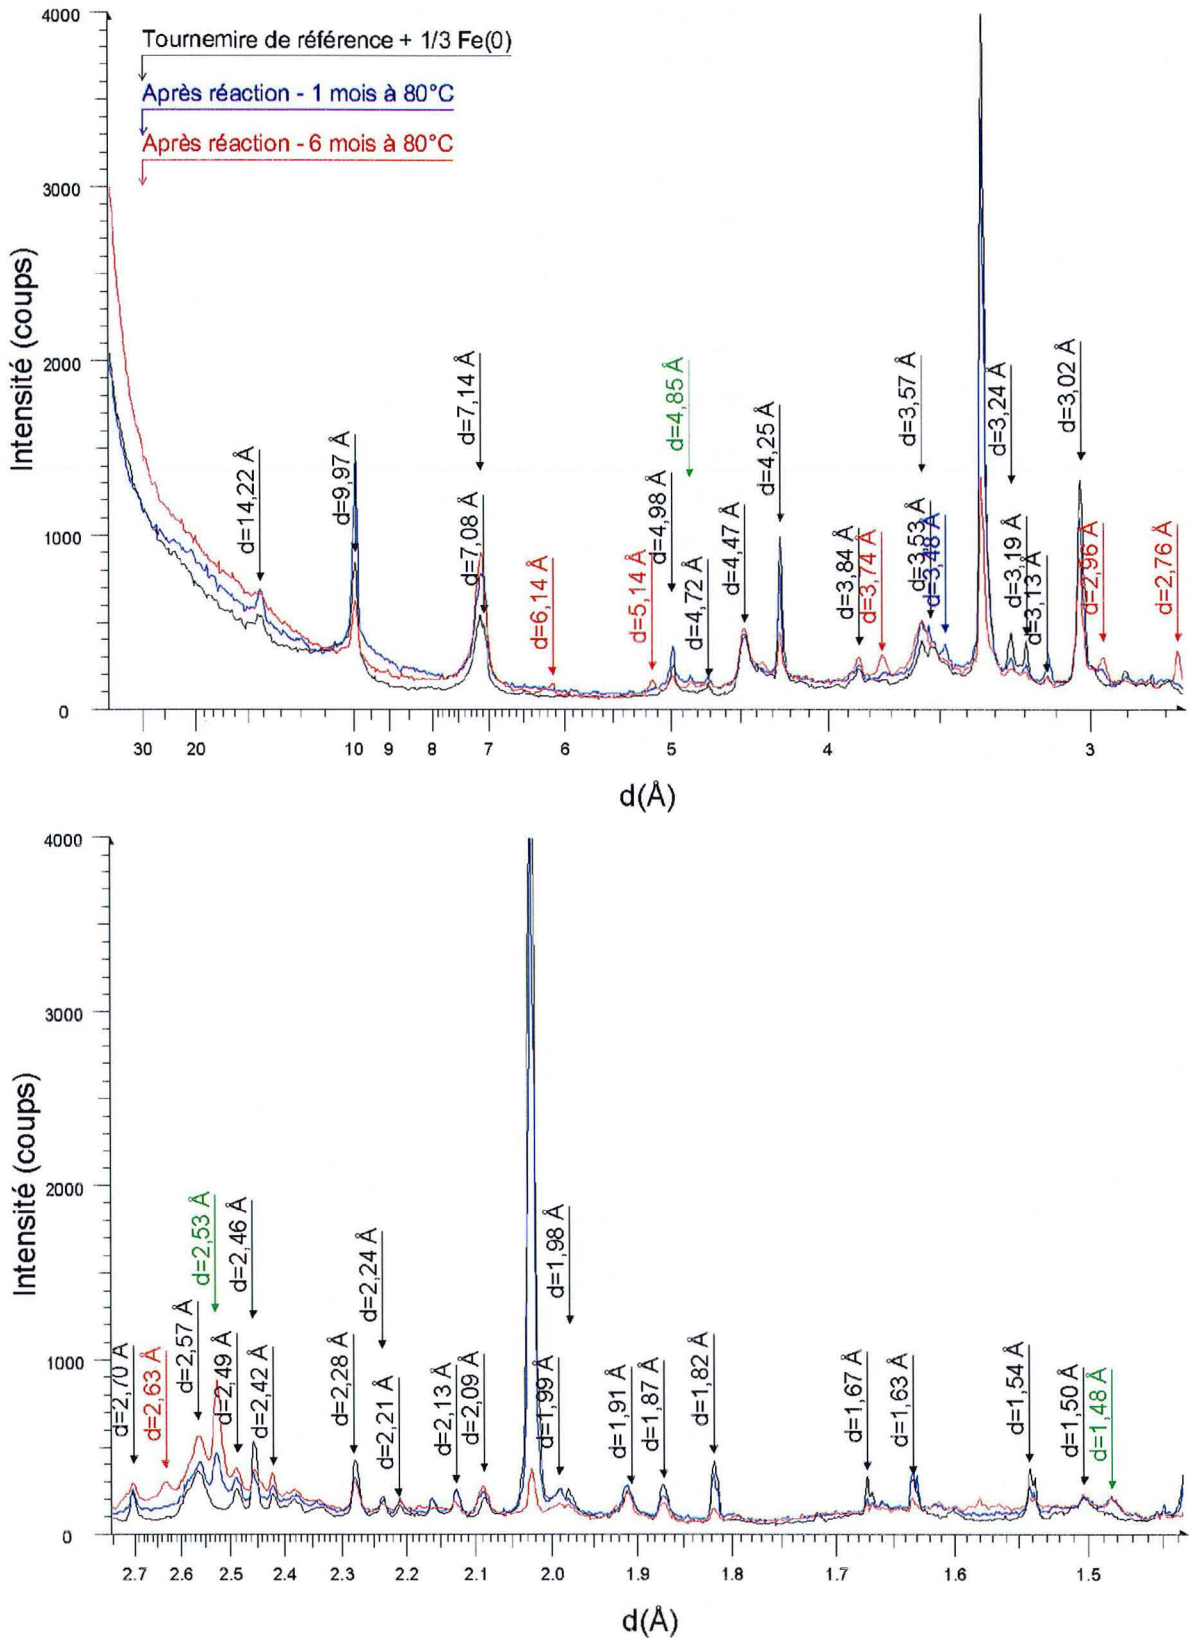 4000
Tournemire de référence + 1/3 Fe(0)
Après réaction - 1 mois à 80°C
Après réaction - 6 mois à 80°C
3000
2000
1000
0
Intensité (coups)
d=14,22 Å
d=9,97 Å
d=7,14 Å
d=7,08 Å
d=6,14 Å
d=5,14 Å
d=4,98 Å
d=4,85 Å
d=4,72 Å
d=4,47 Å
d=4,25 Å
d=3,84 Å
d=3,74 Å
d=3,57 Å
d=3,53 Å
d=3,48 Å
d=3,24 Å
d=3,19 Å
d=3,13 Å
d=3,02 Å
d=2,96 Å
d=2,76 Å
30 20 10 9 8 7 6 5 4 3
d(Å)
4000
3000
2000
1000
0
Intensité (coups)
d=2,70 Å
d=2,63 Å
d=2,57 Å
d=2,53 Å
d=2,49 Å
d=2,46 Å
d=2,42 Å
d=2,28 Å
d=2,24 Å
d=2,21 Å
d=2,13 Å
d=2,09 Å
d=1,99 Å
d=1,98 Å
d=1,91 Å
d=1,87 Å
d=1,82 Å
d=1,67 Å
d=1,63 Å
d=1,54 Å
d=1,50 Å
d=1,48 Å
2.7 2.6 2.5 2.4 2.3 2.2 2.1 2.0 1.9 1.8 1.7 1.6 1.5
d(Å)